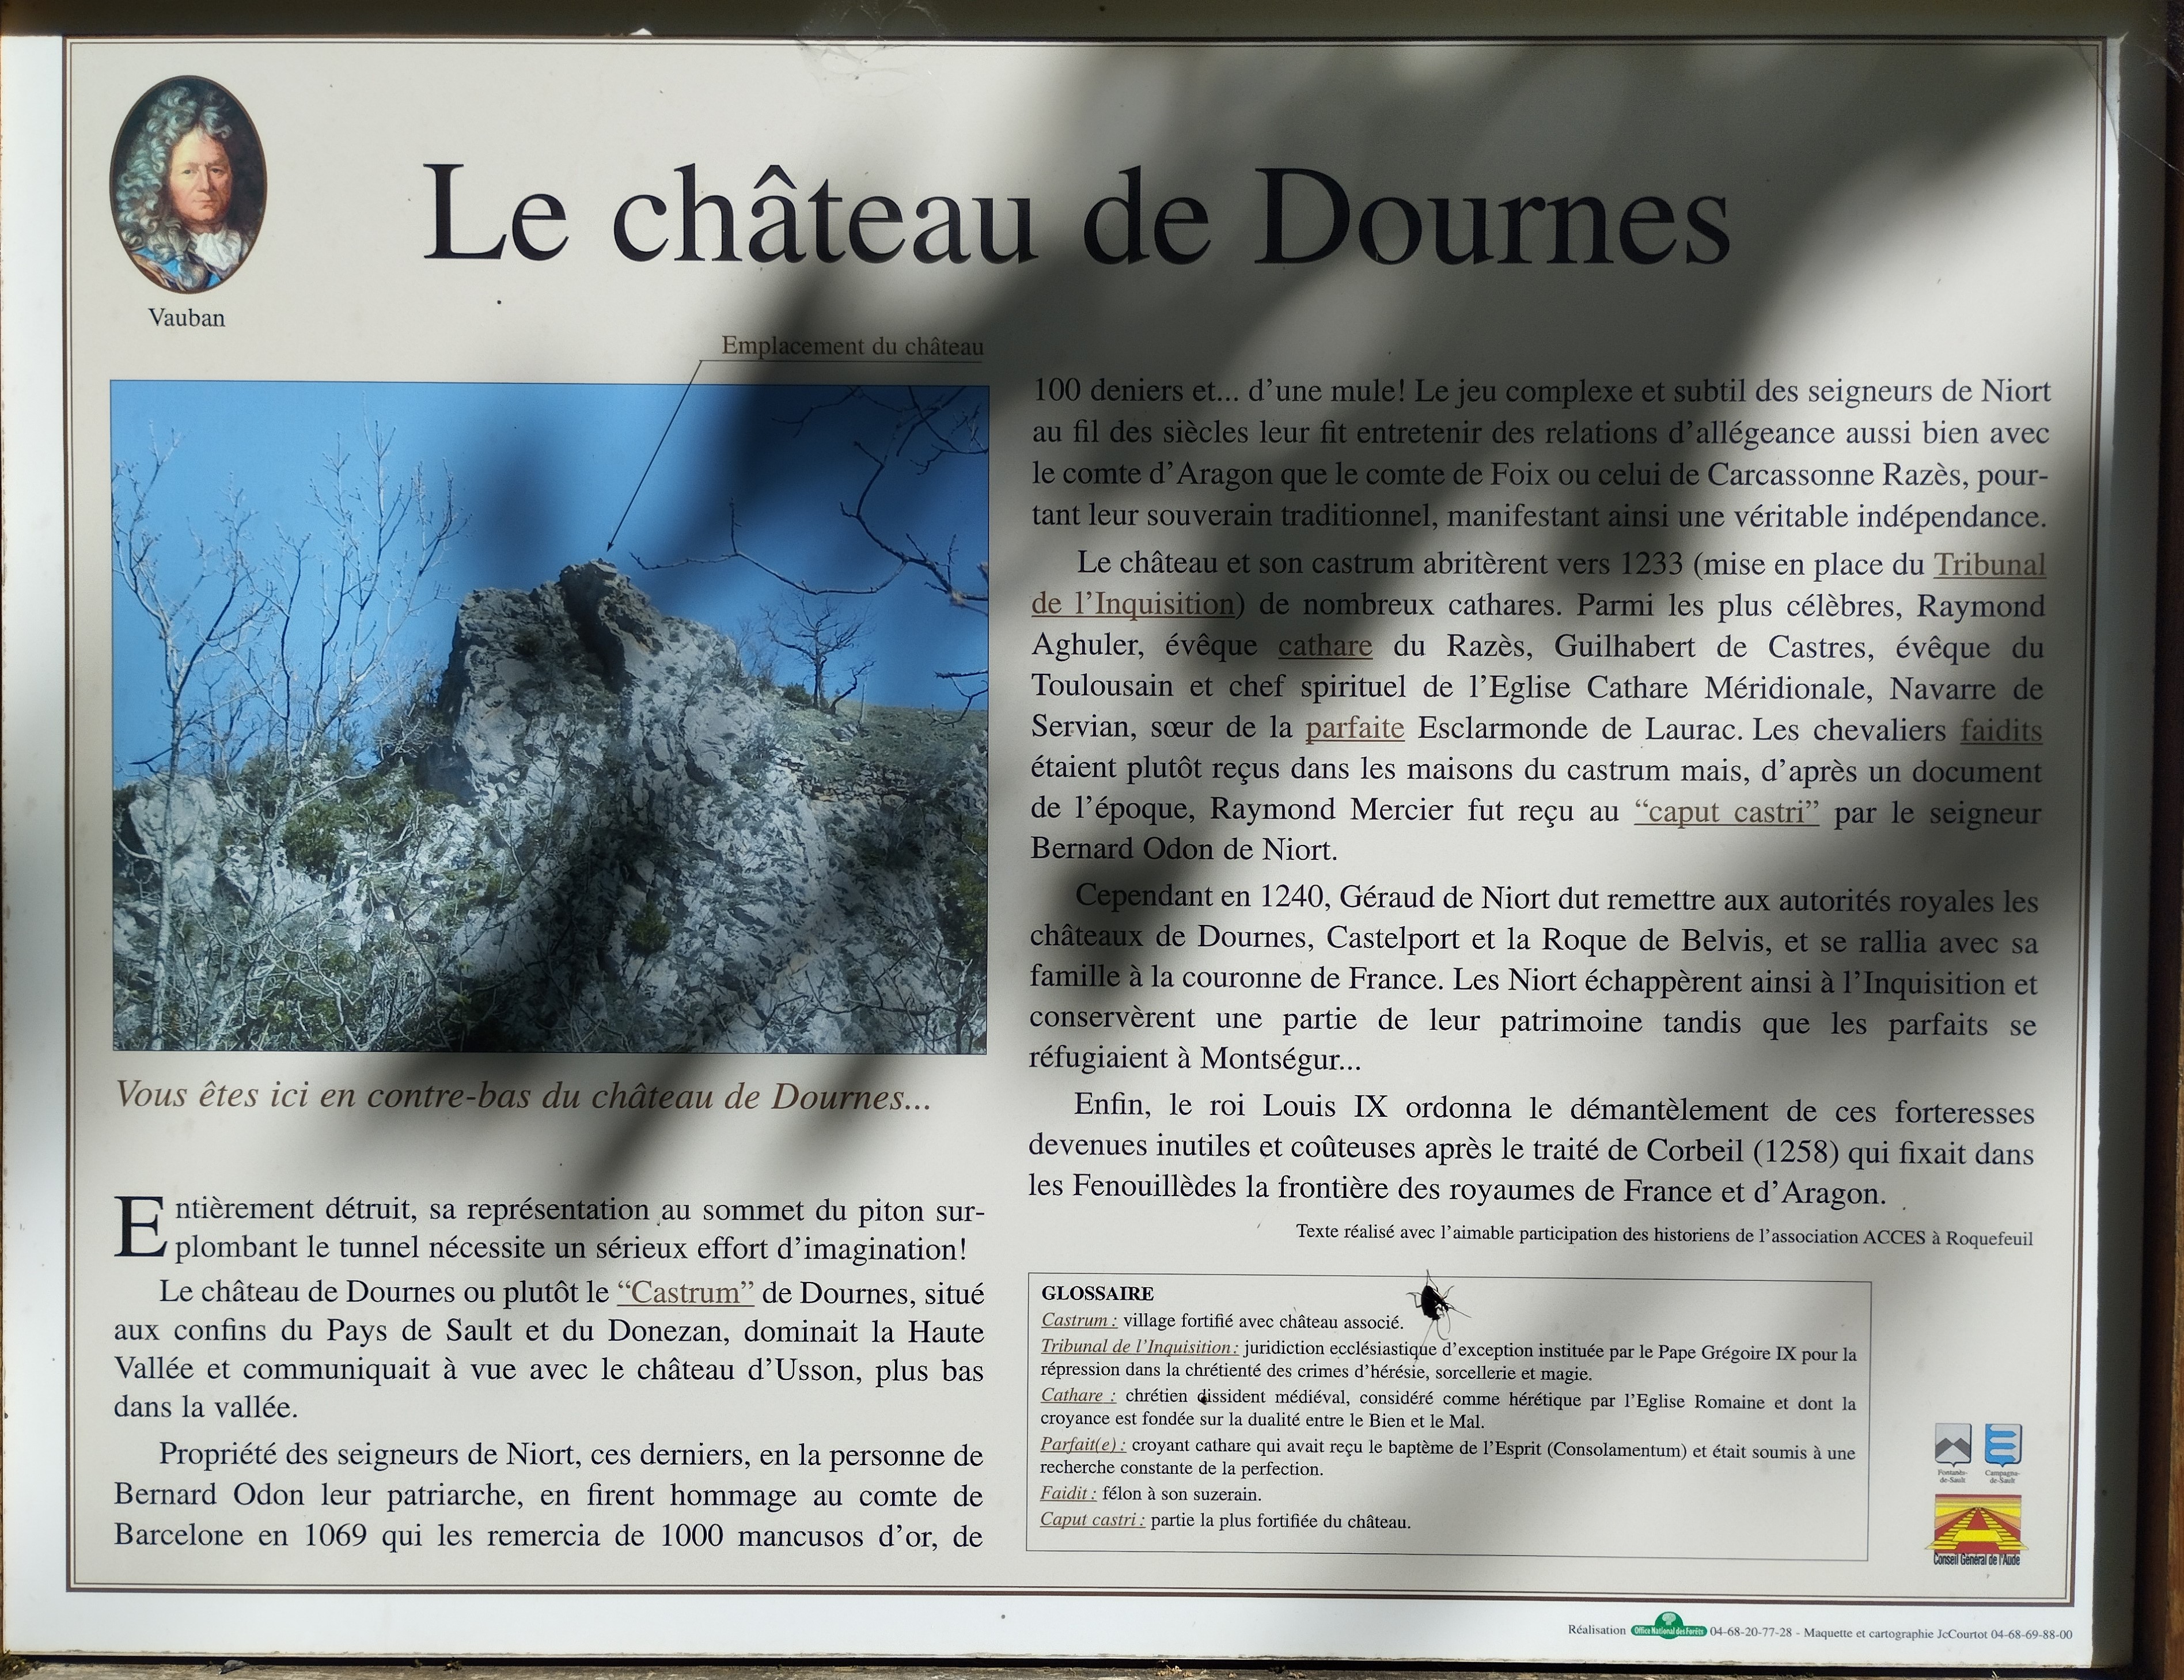 Le château de Dournes
Vauban
Emplacement du château
Vous êtes ici en contre-bas du château de Dournes...
Entièrement détruit, sa représentation au sommet du piton sur-
plombant le tunnel nécessite un sérieux effort d'imagination!
Le château de Dournes ou plutôt le “Castrum” de Dournes, situé
aux confins du Pays de Sault et du Donezan, dominait la Haute
Vallée et communiquait à vue avec le château d'Usson, plus bas
dans la vallée.
Propriété des seigneurs de Niort, ces derniers, en la personne de
Bernard Odon leur patriarche, en firent hommage au comte de
Barcelone en 1069 qui les remercia de 1000 mancusos d'or, de
100 deniers et... d'une mule! Le jeu complexe et subtil des seigneurs de Niort
au fil des siècles leur fit entretenir des relations d'allégeance aussi bien avec
le comte d'Aragon que le comte de Foix ou celui de Carcassonne Razès, pour-
tant leur souverain traditionnel, manifestant ainsi une véritable indépendance.
Le château et son castrum abritèrent vers 1233 (mise en place du Tribunal
de l'Inquisition) de nombreux cathares. Parmi les plus célèbres, Raymond
Aghuler, évêque cathare du Razès, Guilhabert de Castres, évêque du
Toulousain et chef spirituel de l'Eglise Cathare Méridionale, Navarre de
Servian, sœur de la parfaite Esclarmonde de Laurac. Les chevaliers faidits
étaient plutôt reçus dans les maisons du castrum mais, d'après un document
de l'époque, Raymond Mercier fut reçu au “caput castri” par le seigneur
Bernard Odon de Niort.
Cependant en 1240, Géraud de Niort dut remettre aux autorités royales les
châteaux de Dournes, Castelport et la Roque de Belvis, et se rallia avec sa
famille à la couronne de France. Les Niort échappèrent ainsi à l'Inquisition et
conservèrent une partie de leur patrimoine tandis que les parfaits se
réfugiaient à Montségur...
Enfin, le roi Louis IX ordonna le démantèlement de ces forteresses
devenues inutiles et coûteuses après le traité de Corbeil (1258) qui fixait dans
les Fenouillèdes la frontière des royaumes de France et d'Aragon.
Texte réalisé avec l'aimable participation des historiens de l'association ACCES à Roquefeuil
GLOSSAIRE
Castrum : village fortifié avec château associé.
Tribunal de l'Inquisition : juridiction ecclésiastique d'exception instituée par le Pape Grégoire IX pour la
répression dans la chrétienté des crimes d'hérésie, sorcellerie et magie.
Cathare : chrétien dissident médiéval, considéré comme hérétique par l'Eglise Romaine et dont la
croyance est fondée sur la dualité entre le Bien et le Mal.
Parfait(e) : croyant cathare qui avait reçu le baptème de l'Esprit (Consolamentum) et était soumis à une
recherche constante de la perfection.
Faidit : félon à son suzerain.
Caput castri : partie la plus fortifiée du château.
Fontanès-
de-Sault
Campagna-
de-Sault
Conseil Général de l'Aude
Réalisation Office National des Forêts 04-68-20-77-28 - Maquette et cartographie JcCourtot 04-68-69-88-00